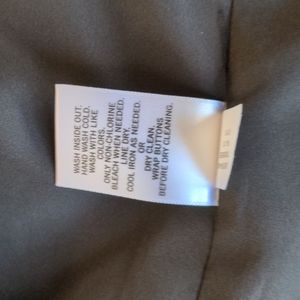 WASH INSIDE OUT.
HAND WASH COLD.
WASH WITH LIKE
COLORS.
ONLY NON-CHLORINE
BLEACH WHEN NEEDED.
LINE DRY.
COOL IRON AS NEEDED.
OR
DRY CLEAN.
WRAP BUTTONS
BEFORE DRY CLEANING.